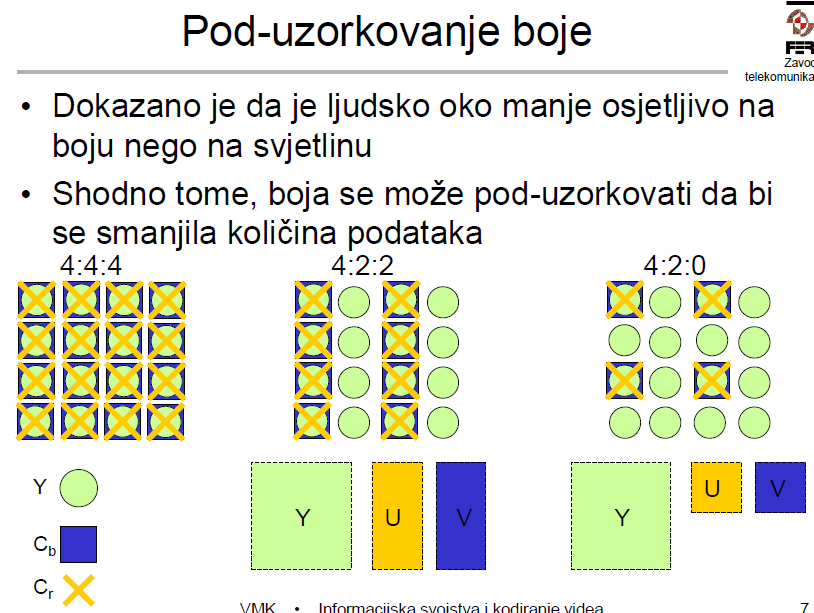 Pod-uzorkovanje boje
FER
Zavod
telekomunika
• Dokazano je da je ljudsko oko manje osjetljivo na
boju nego na svjetlinu
• Shodno tome, boja se može pod-uzorkovati da bi
se smanjila količina podataka
4:4:4 4:2:2 4:2:0
Y
Y U V Y U V
Cb
Cr
VMK • Informacijska svojstva i kodiranje videa 7